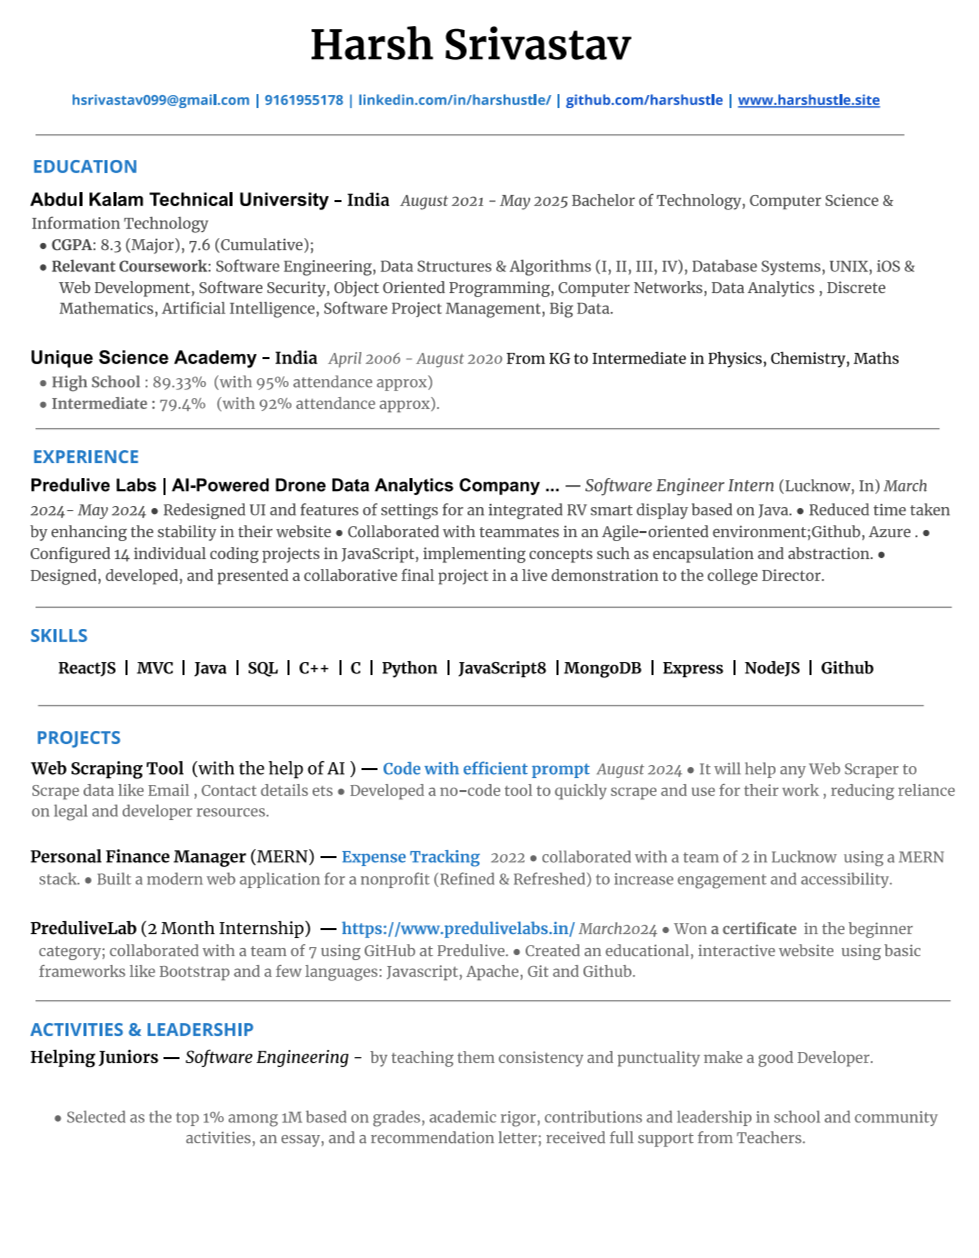 Harsh Srivastav
hsrivastav099@gmail.com | 9161955178 | linkedin.com/in/harshustle/ | github.com/harshustle | www.harshustle.site
EDUCATION
Abdul Kalam Technical University - India August 2021 - May 2025 Bachelor of Technology, Computer Science &
Information Technology
● CGPA: 8.3 (Major), 7.6 (Cumulative);
● Relevant Coursework: Software Engineering, Data Structures & Algorithms (I, II, III, IV), Database Systems, UNIX, iOS &
Web Development, Software Security, Object Oriented Programming, Computer Networks, Data Analytics , Discrete
Mathematics, Artificial Intelligence, Software Project Management, Big Data.
Unique Science Academy - India April 2006 - August 2020 From KG to Intermediate in Physics, Chemistry, Maths
● High School : 89.33% (with 95% attendance approx)
● Intermediate : 79.4% (with 92% attendance approx).
EXPERIENCE
Predulive Labs | AI-Powered Drone Data Analytics Company ... — Software Engineer Intern (Lucknow, In) March
2024- May 2024 ● Redesigned UI and features of settings for an integrated RV smart display based on Java. ● Reduced time taken
by enhancing the stability in their website ● Collaborated with teammates in an Agile-oriented environment;Github, Azure . ●
Configured 14 individual coding projects in JavaScript, implementing concepts such as encapsulation and abstraction. ●
Designed, developed, and presented a collaborative final project in a live demonstration to the college Director.
SKILLS
ReactJS | MVC | Java | SQL | C++ | C | Python | JavaScript8 | MongoDB | Express | NodeJS | Github
PROJECTS
Web Scraping Tool (with the help of AI ) — Code with efficient prompt August 2024 ● It will help any Web Scraper to
Scrape data like Email , Contact details ets ● Developed a no-code tool to quickly scrape and use for their work , reducing reliance
on legal and developer resources.
Personal Finance Manager (MERN) — Expense Tracking 2022 ● collaborated with a team of 2 in Lucknow using a MERN
stack. ● Built a modern web application for a nonprofit (Refined & Refreshed) to increase engagement and accessibility.
PreduliveLab (2 Month Internship) — https://www.predulivelabs.in/ March2024 ● Won a certificate in the beginner
category; collaborated with a team of 7 using GitHub at Predulive. ● Created an educational, interactive website using basic
frameworks like Bootstrap and a few languages: Javascript, Apache, Git and Github.
ACTIVITIES & LEADERSHIP
Helping Juniors — Software Engineering - by teaching them consistency and punctuality make a good Developer.
● Selected as the top 1% among 1M based on grades, academic rigor, contributions and leadership in school and community
activities, an essay, and a recommendation letter; received full support from Teachers.